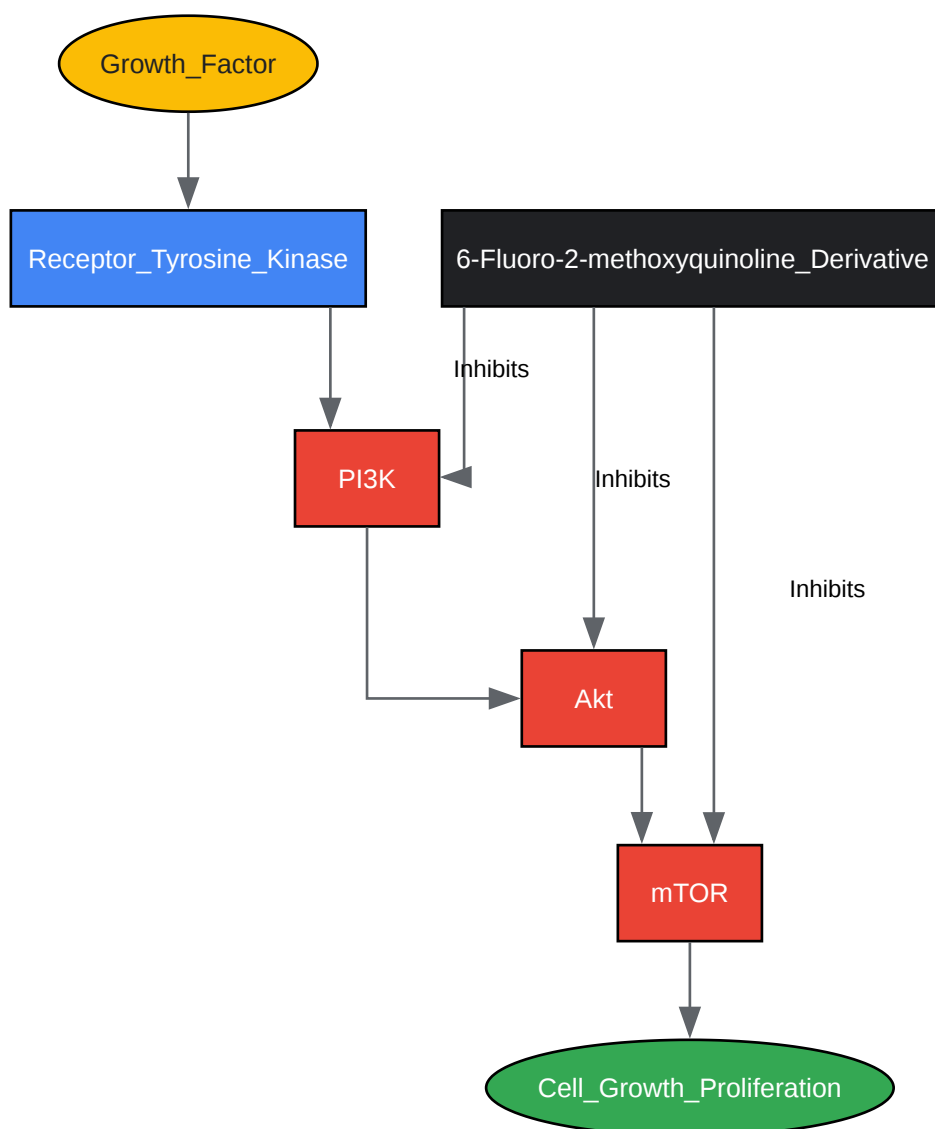 Growth_Factor
Receptor_Tyrosine_Kinase
6-Fluoro-2-methoxyquinoline_Derivative
Inhibits
PI3K
Inhibits
Inhibits
Akt
mTOR
Cell_Growth_Proliferation